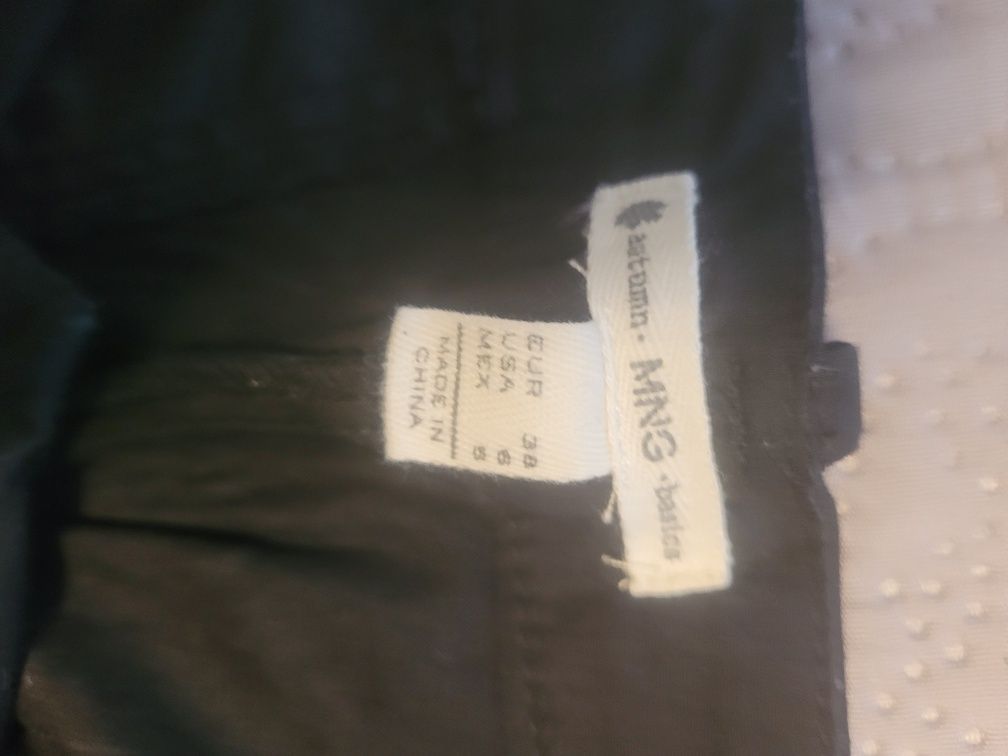 autumn · MNG · basics
EUR 38
USA 6
MEX 6
MADE IN
CHINA